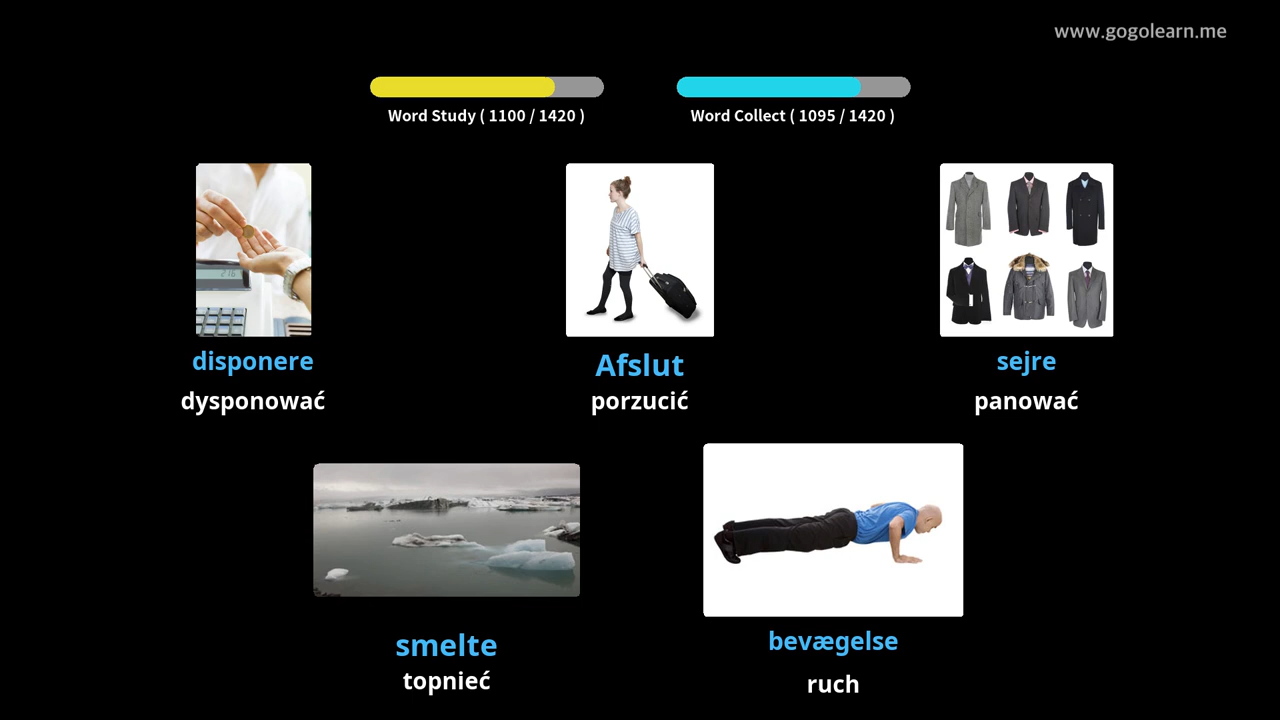 www.gogolearn.me
Word Study ( 1100 / 1420 )
Word Collect ( 1095 / 1420 )
disponere
dysponować
Afslut
porzucić
sejre
panować
smelte
topnieć
bevægelse
ruch